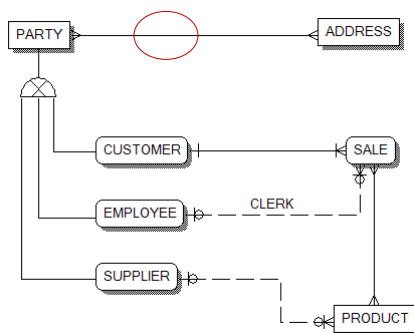 PARTY
ADDRESS
CUSTOMER
SALE
EMPLOYEE
CLERK
SUPPLIER
PRODUCT